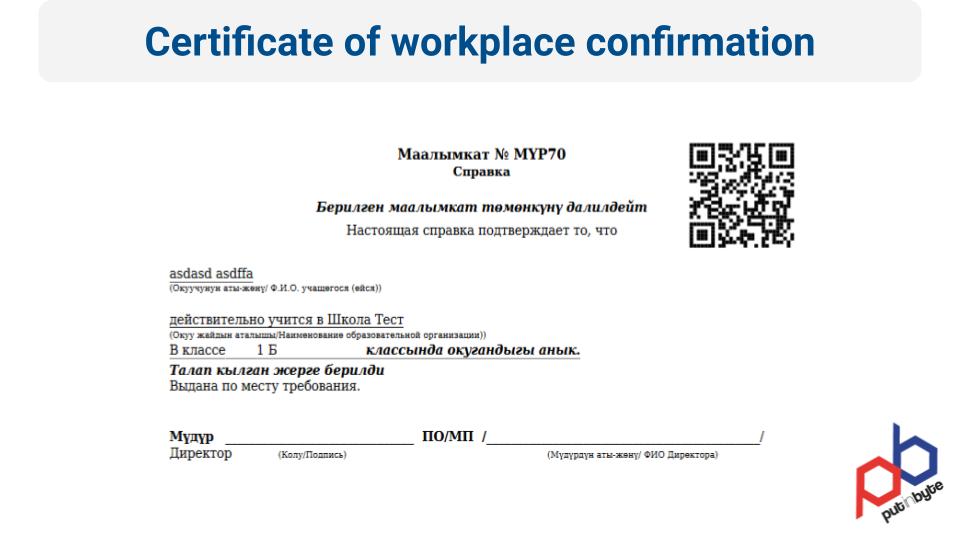 Certificate of workplace confirmation
Маалымкат № МҮР70
Справка
Берилген маалымкат төмөнкүнү далилдейт
Настоящая справка подтверждает то, что
asdasd asdffa
(Окуучунун аты-жөнү/ Ф.И.О. учащегося (ейся))
действительно учится в Школа Тест
(Окуу жайдын аталышы/Наименование образовательной организации))
В классе 1 Б классында окугандыгы анык.
Талап кылган жерге берилди
Выдана по месту требования.
Мүдүр ПО/МП / /
Директор (Колу/Подпись) (Мүдүрдүн аты-жөнү/ ФИО Директора)
pb
putinbyte